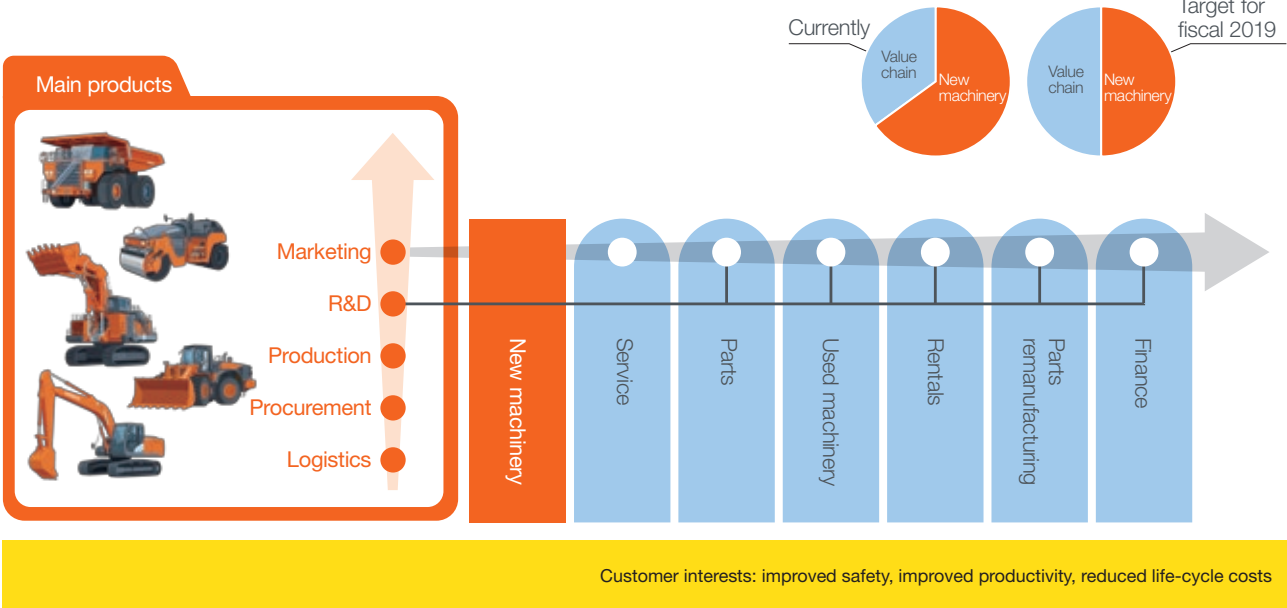 Currently
Value
chain
New
machinery
Target for
fiscal 2019
Value
chain
New
machinery
Main products
Marketing
R&D
Production
Procurement
Logistics
New machinery
Service
Parts
Used machinery
Rentals
Parts
remanufacturing
Finance
Customer interests: improved safety, improved productivity, reduced life-cycle costs